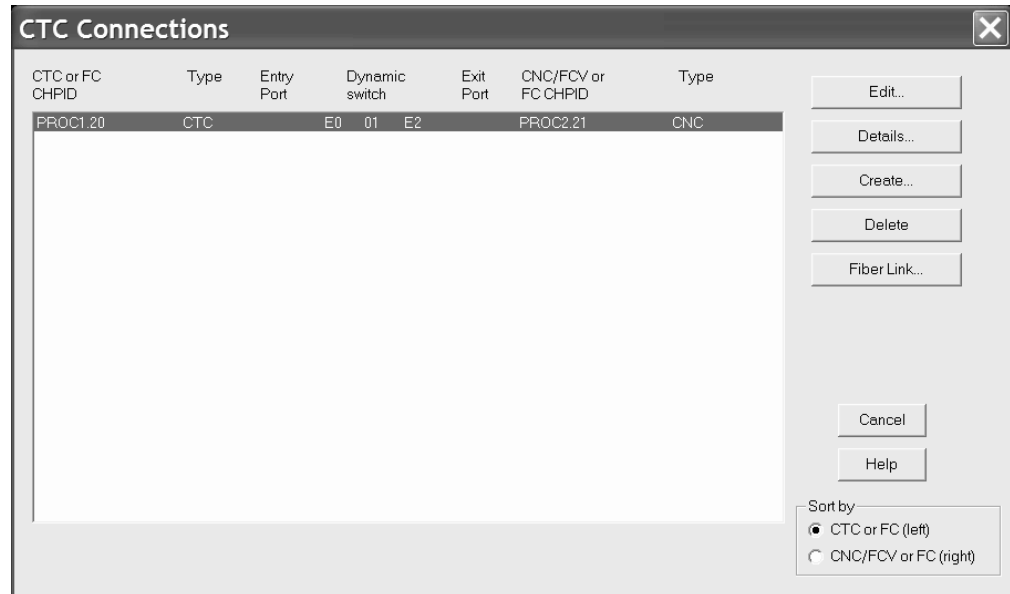 CTC Connections
CTC or FC CHPID Type Entry Port Dynamic switch Exit Port CNC/FCV or FC CHPID Type
PROC1.20 CTC E0 01 E2 PROC2.21 CNC
Edit...
Details...
Create...
Delete
Fiber Link...
Cancel
Help
Sort by
CTC or FC (left)
CNC/FCV or FC (right)